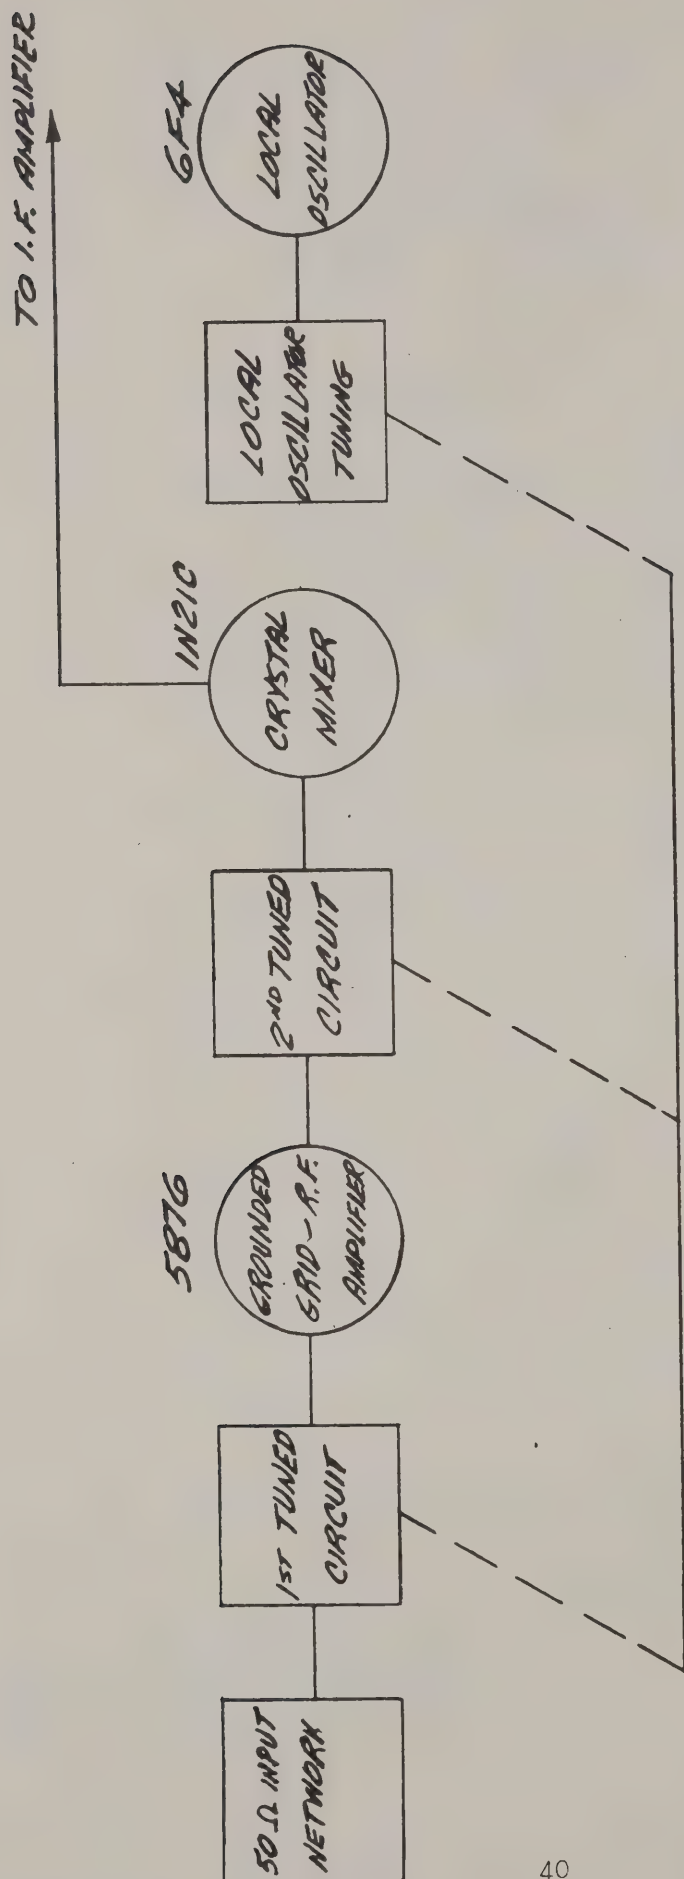 TO I.F. AMPLIFIER
6F4
LOCAL
OSCILLATOR
LOCAL
OSCILLATOR
TUNING
1N21C
CRYSTAL
MIXER
2ND TUNED
CIRCUIT
5876
GROUNDED
GRID-R.F.
AMPLIFIER
1ST TUNED
CIRCUIT
50 Ω INPUT
NETWORK
40